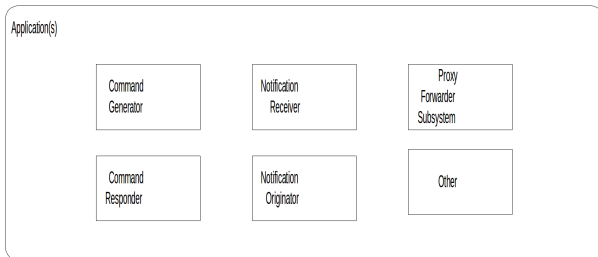 Application(s)
Command
Generator
Notification
Receiver
Proxy
Forwarder
Subsystem
Command
Responder
Notification
Originator
Other